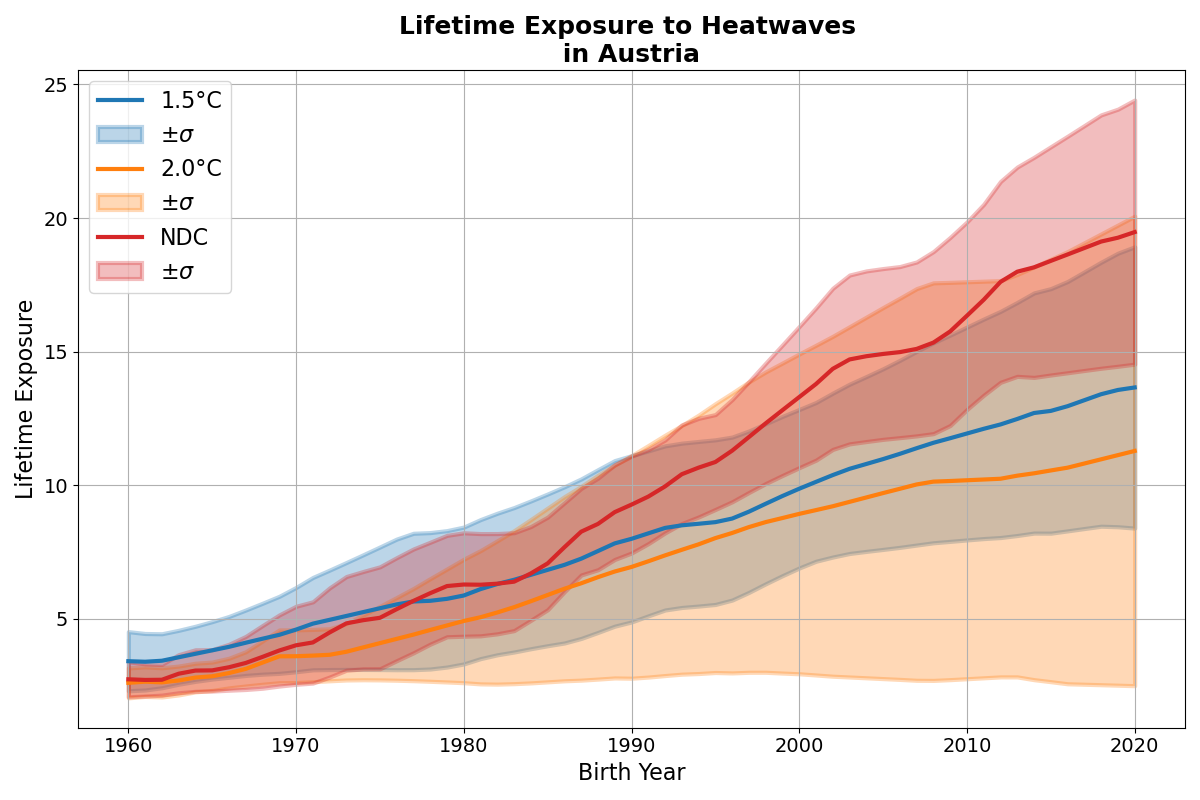 Lifetime Exposure to Heatwaves
in Austria
25
20
15
10
5
Lifetime Exposure
1.5°C
±σ
2.0°C
±σ
NDC
±σ
1960
1970
1980
1990
2000
2010
2020
Birth Year